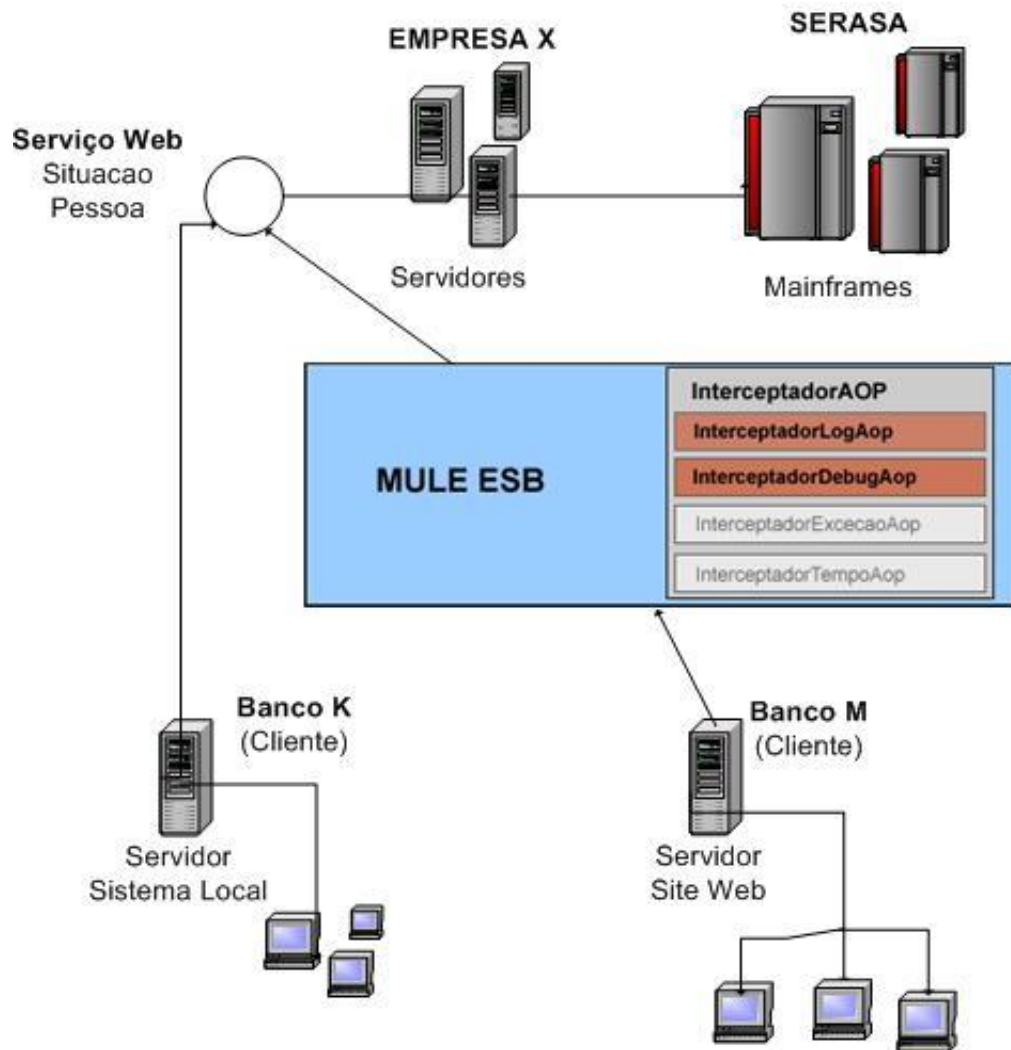 EMPRESA X
SERASA
Serviço Web
Situacao
Pessoa
Servidores
Mainframes
MULE ESB
InterceptadorAOP
InterceptadorLogAop
InterceptadorDebugAop
InterceptadorExcecaoAop
InterceptadorTempoAop
Banco K
(Cliente)
Servidor
Sistema Local
Banco M
(Cliente)
Servidor
Site Web